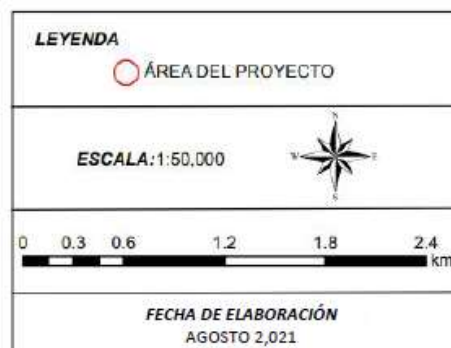 LEYENDA
ÁREA DEL PROYECTO
ESCALA:1:50,000
N
W E
S
0 0.3 0.6 1.2 1.8 2.4
km
FECHA DE ELABORACIÓN
AGOSTO 2,021